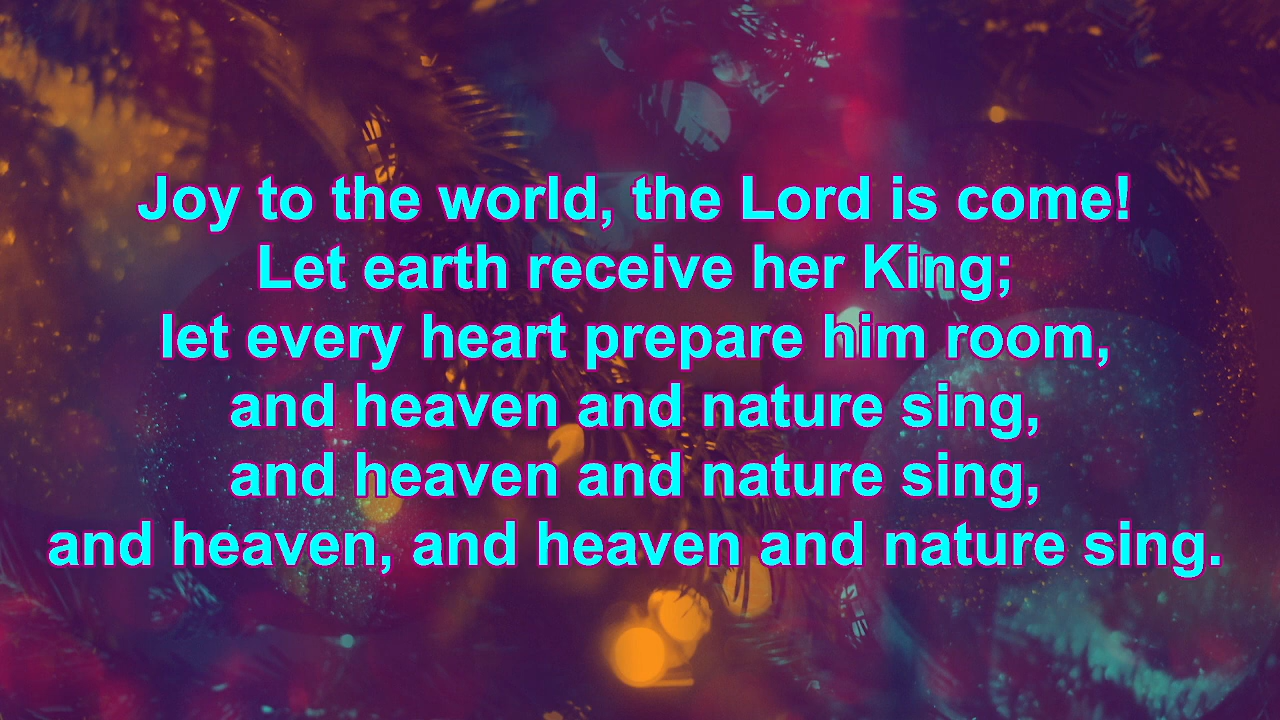 Joy to the world, the Lord is come!
Let earth receive her King;
let every heart prepare him room,
and heaven and nature sing,
and heaven and nature sing,
and heaven, and heaven and nature sing.